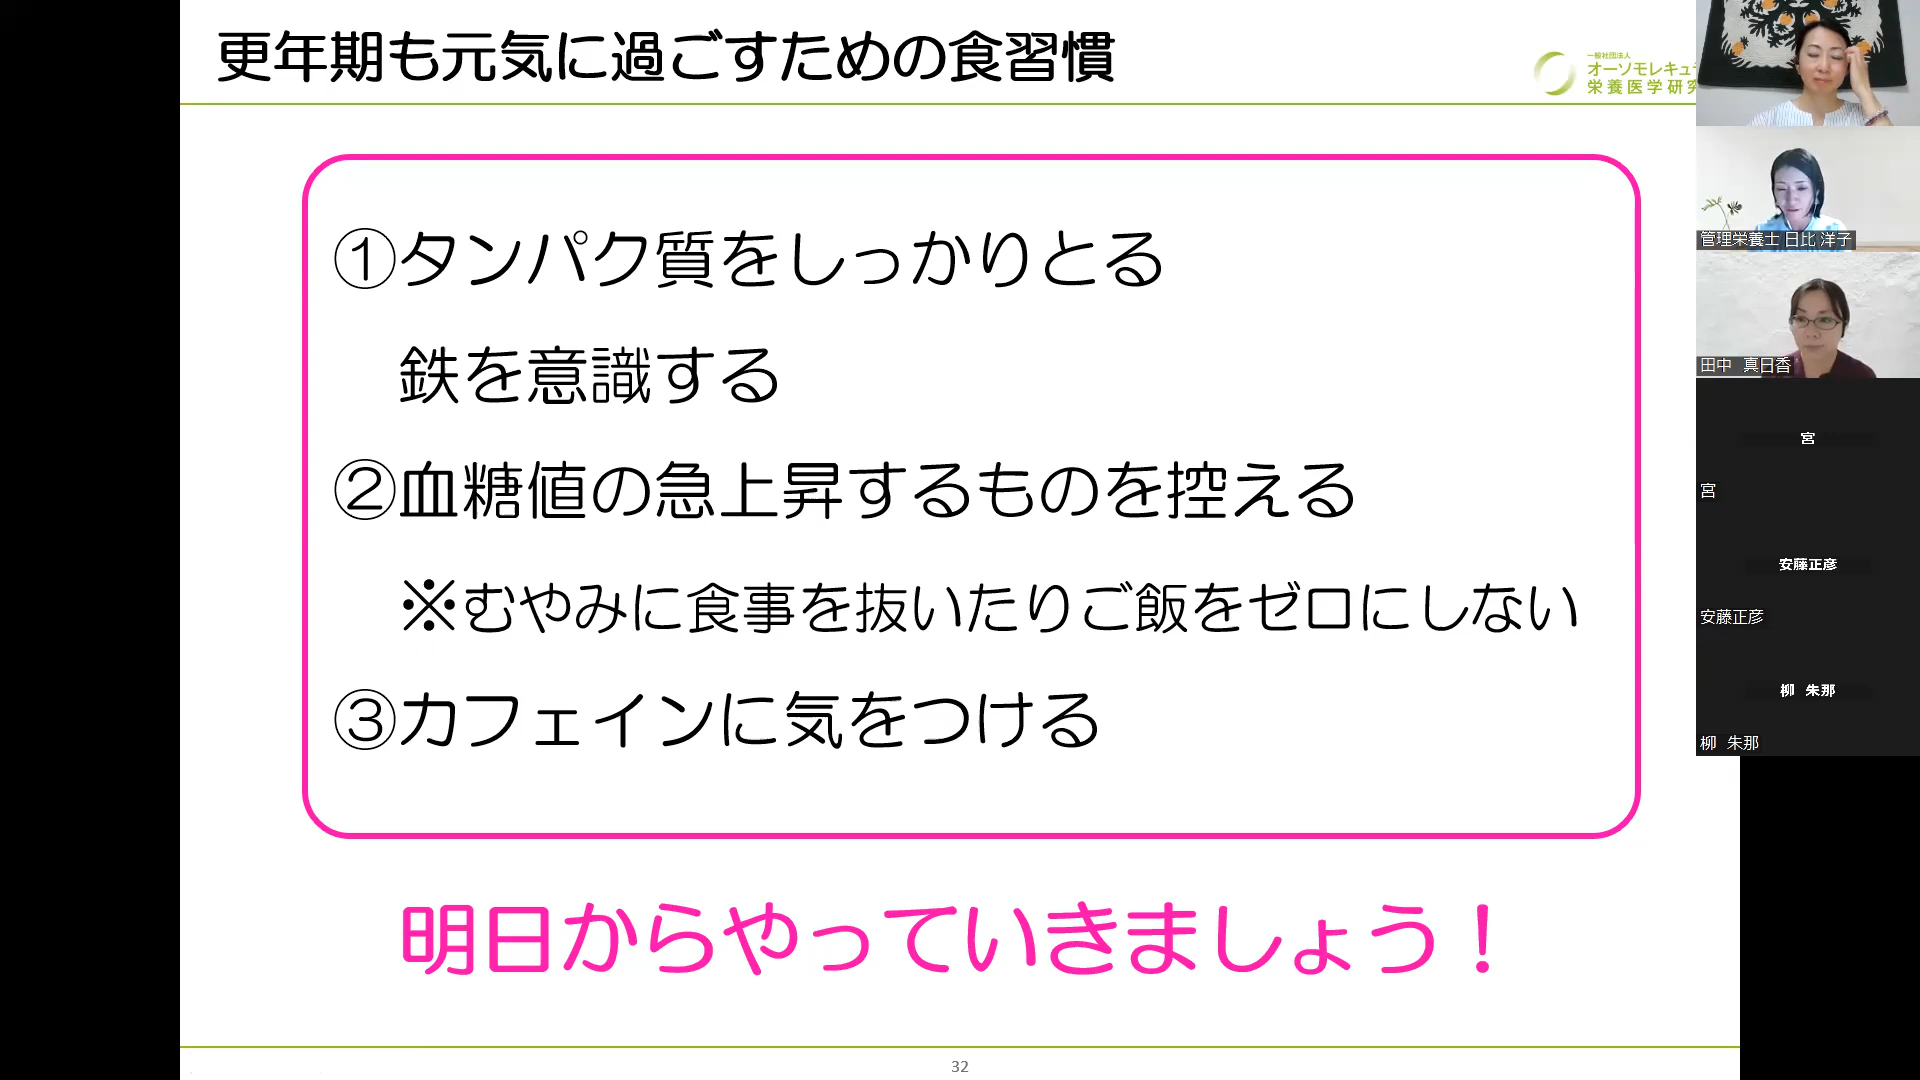 更年期も元気に過ごすための食習慣
一般社団法人
オーソモレキュ
栄養医学研究
①タンパク質をしっかりとる
鉄を意識する
②血糖値の急上昇するものを控える
※むやみに食事を抜いたりご飯をゼロにしない
③カフェインに気をつける
明日からやっていきましょう！
32
管理栄養士 日比 洋子
田中 真日香
宮
宮
安藤正彦
安藤正彦
柳 朱那
柳 朱那